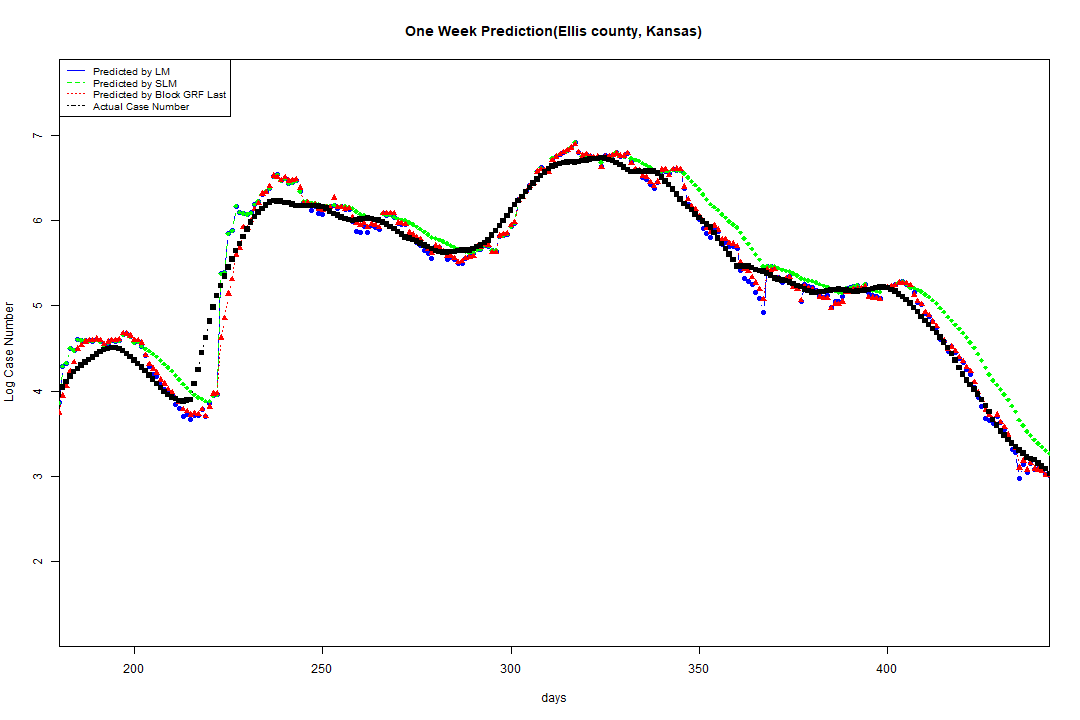 One Week Prediction(Ellis county, Kansas)
Predicted by LM
Predicted by SLM
Predicted by Block GRF Last
Actual Case Number
7
6
5
4
3
2
Log Case Number
200 250 300 350 400
days